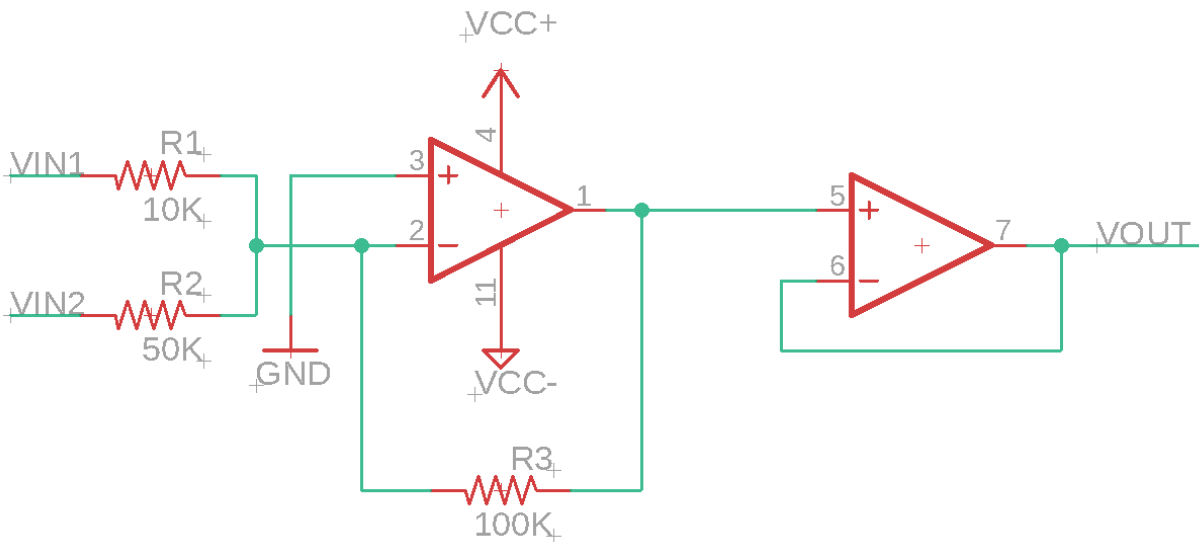 VCC+
4
R1
VIN1
10K
3
+
1
2
−
5
+
7
VOUT
6
−
R2
VIN2
50K
11
GND
VCC-
R3
100K